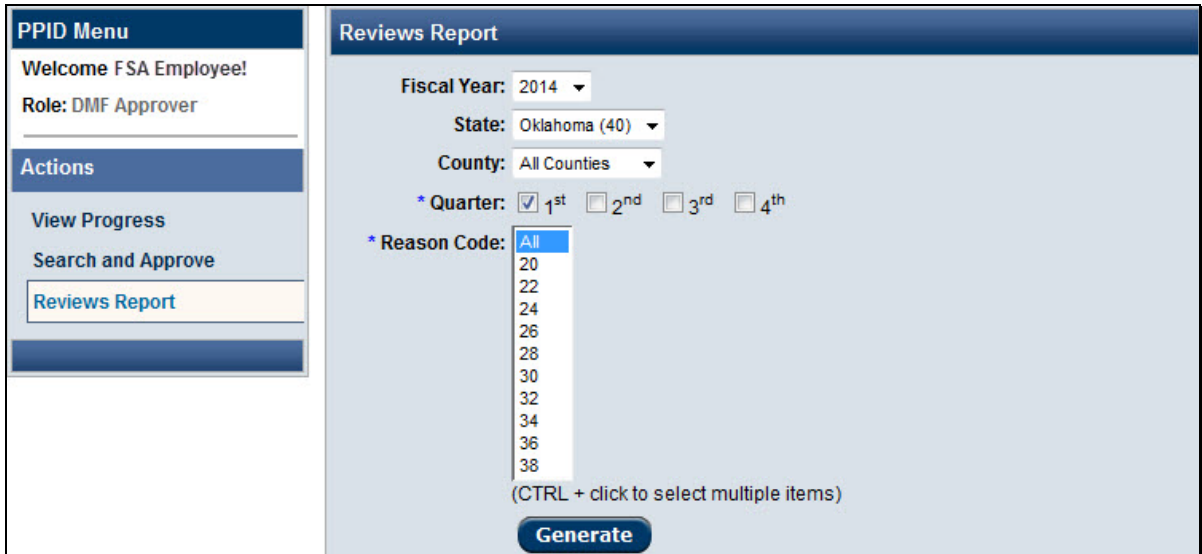 PPID Menu
Welcome FSA Employee!
Role: DMF Approver
Actions
View Progress
Search and Approve
Reviews Report
Reviews Report
Fiscal Year: 2014
State: Oklahoma (40)
County: All Counties
* Quarter: 1st 2nd 3rd 4th
* Reason Code: All
20
22
24
26
28
30
32
34
36
38
(CTRL + click to select multiple items)
Generate